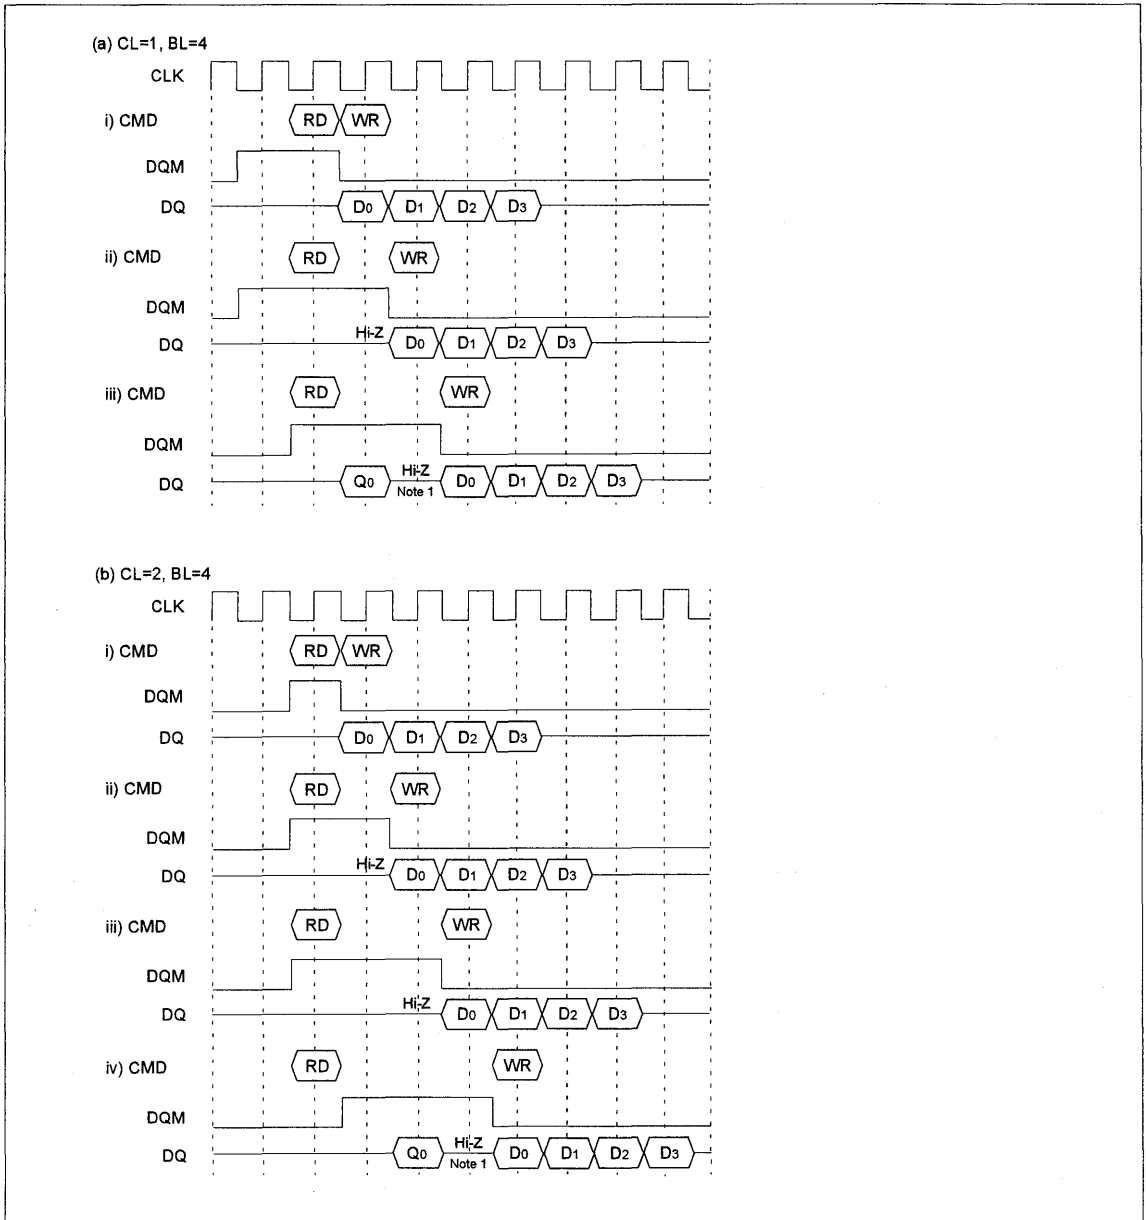 (a) CL=1, BL=4
CLK
i) CMD RD WR
DQM
DQ D0 D1 D2 D3
ii) CMD RD WR
DQM
DQ Hi-Z D0 D1 D2 D3
iii) CMD RD WR
DQM
DQ Q0 Hi-Z D0 D1 D2 D3
Note 1
(b) CL=2, BL=4
CLK
i) CMD RD WR
DQM
DQ D0 D1 D2 D3
ii) CMD RD WR
DQM
DQ Hi-Z D0 D1 D2 D3
iii) CMD RD WR
DQM
DQ Hi-Z D0 D1 D2 D3
iv) CMD RD WR
DQM
DQ Q0 Hi-Z D0 D1 D2 D3
Note 1